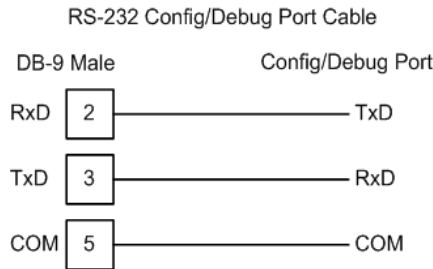 RS-232 Config/Debug Port Cable
DB-9 Male Config/Debug Port
RxD 2 TxD
TxD 3 RxD
COM 5 COM